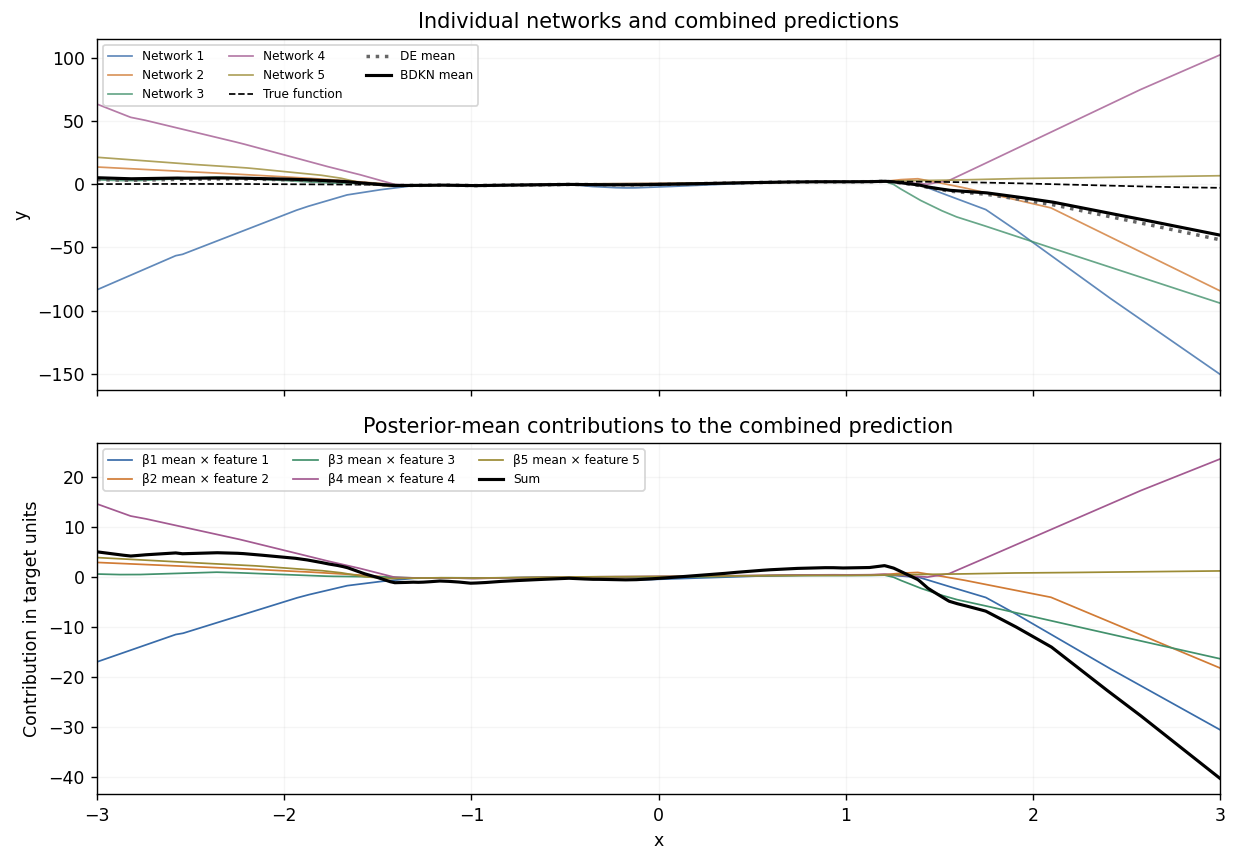 Individual networks and combined predictions
Network 1
Network 2
Network 3
Network 4
Network 5
True function
DE mean
BDKN mean
100
50
0
−50
−100
−150
y
Posterior-mean contributions to the combined prediction
β1 mean × feature 1
β2 mean × feature 2
β3 mean × feature 3
β4 mean × feature 4
β5 mean × feature 5
Sum
20
10
0
−10
−20
−30
−40
Contribution in target units
−3
−2
−1
0
1
2
3
x